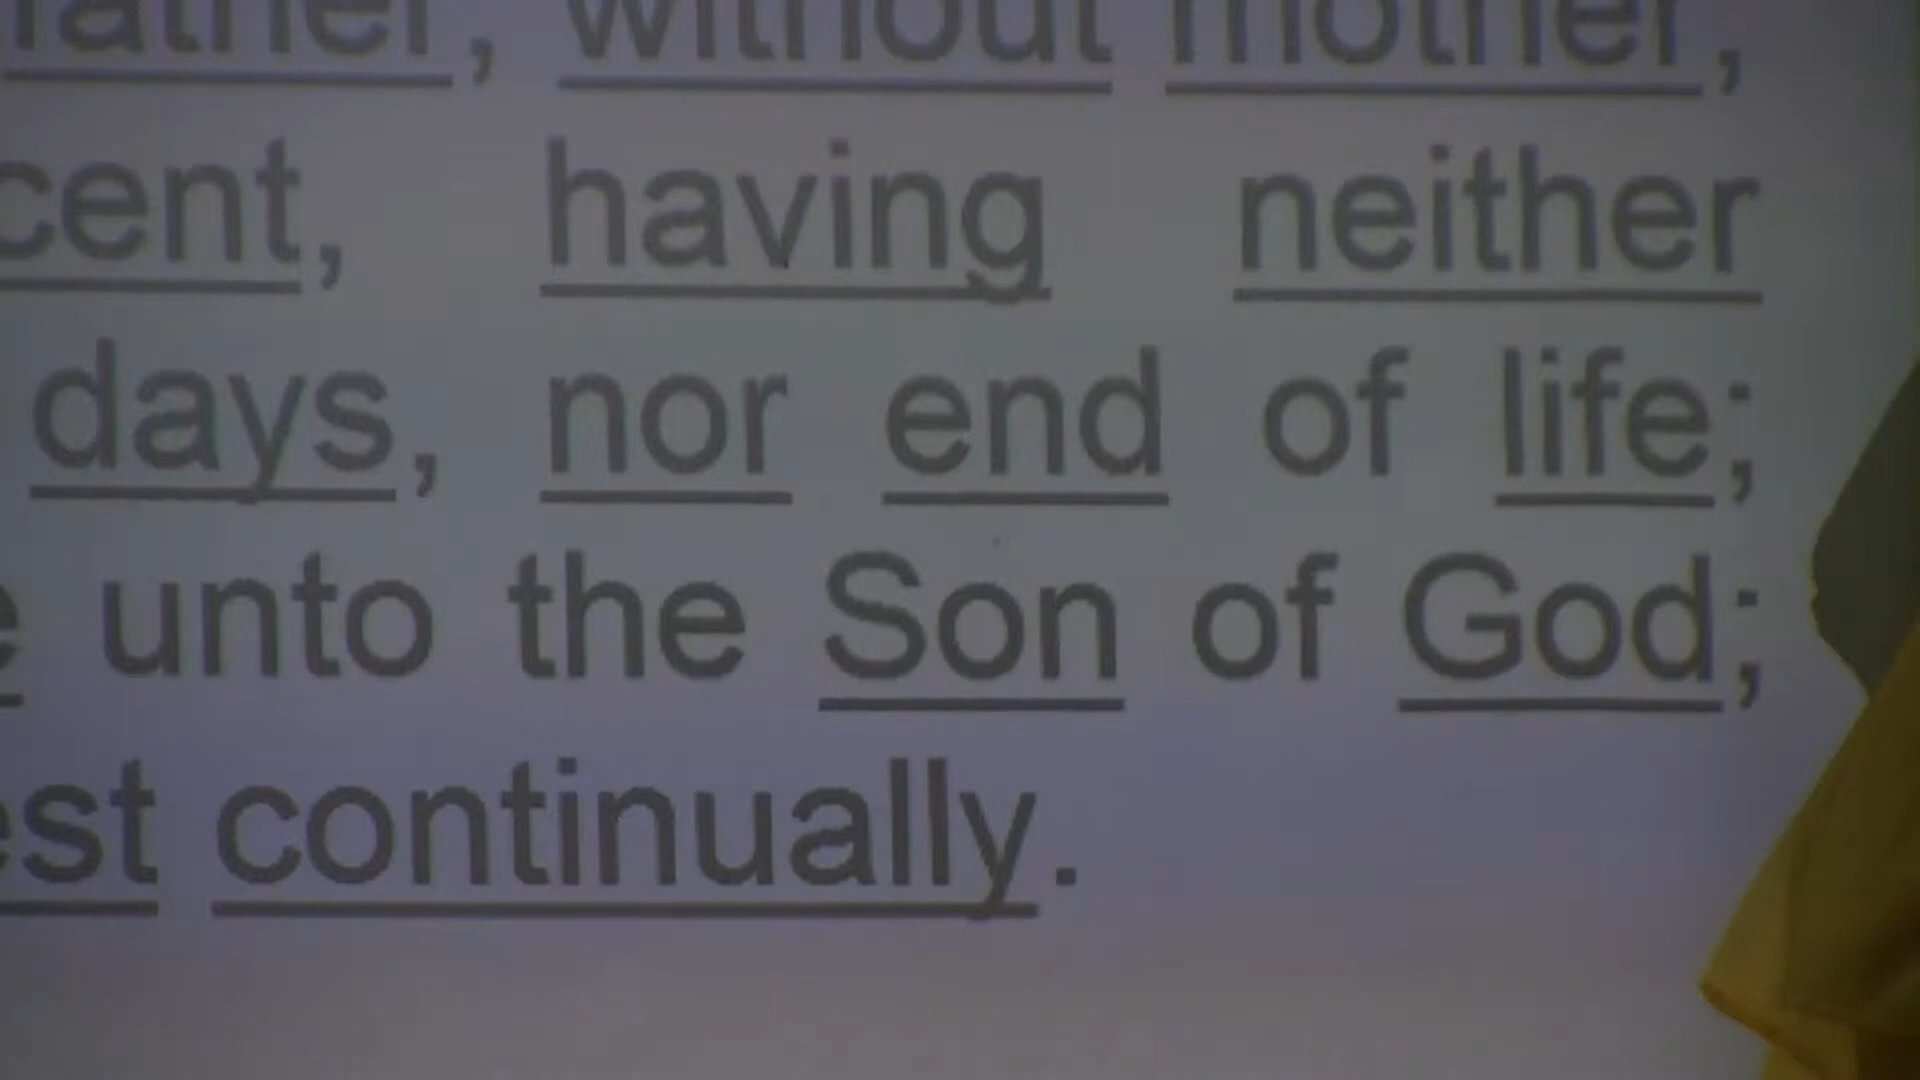 father, without mother,
cent, having neither
days, nor end of life;
e unto the Son of God;
est continually.